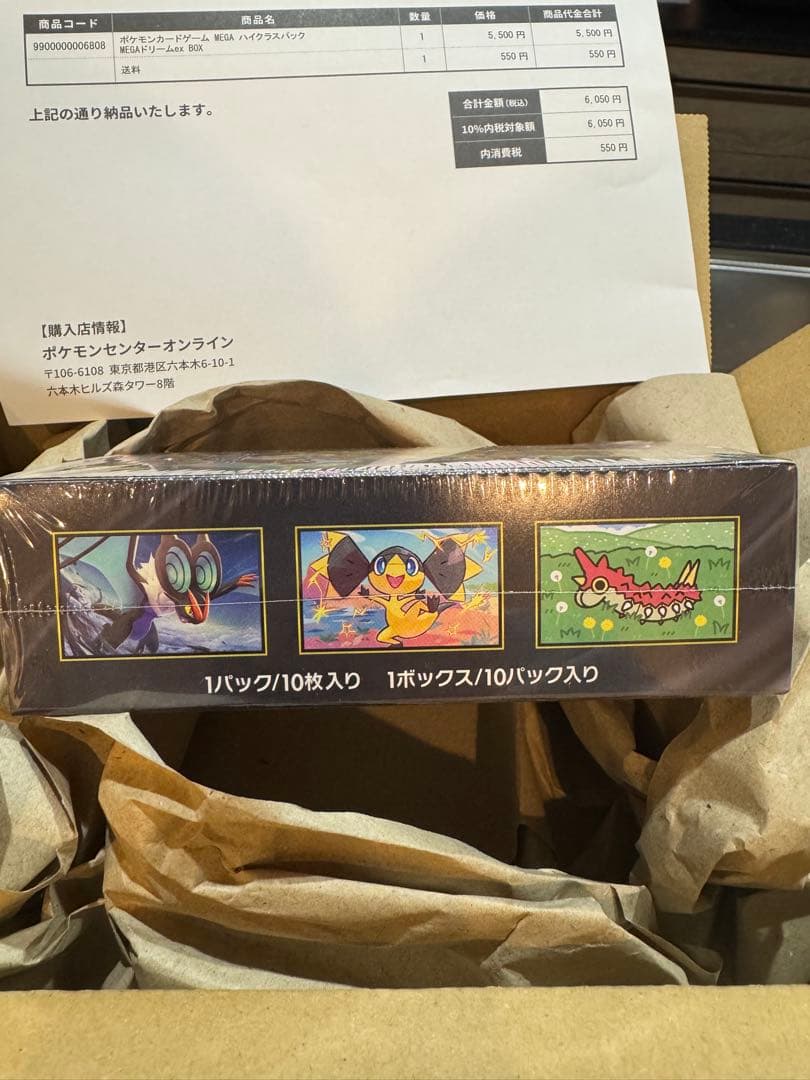 商品コード 商品名 数量 価格 商品代金合計
9900000006808 ポケモンカードゲーム MEGA ハイクラスパック 1 5,500 円 5,500 円
MEGAドリームex BOX
送料 1 550 円 550 円
上記の通り納品いたします。
合計金額(税込) 6,050 円
10%内税対象額 6,050 円
内消費税 550 円
【購入店情報】
ポケモンセンターオンライン
〒106-6108 東京都港区六本木6-10-1
六本木ヒルズ森タワー8階
1パック/10枚入り 1ボックス/10パック入り